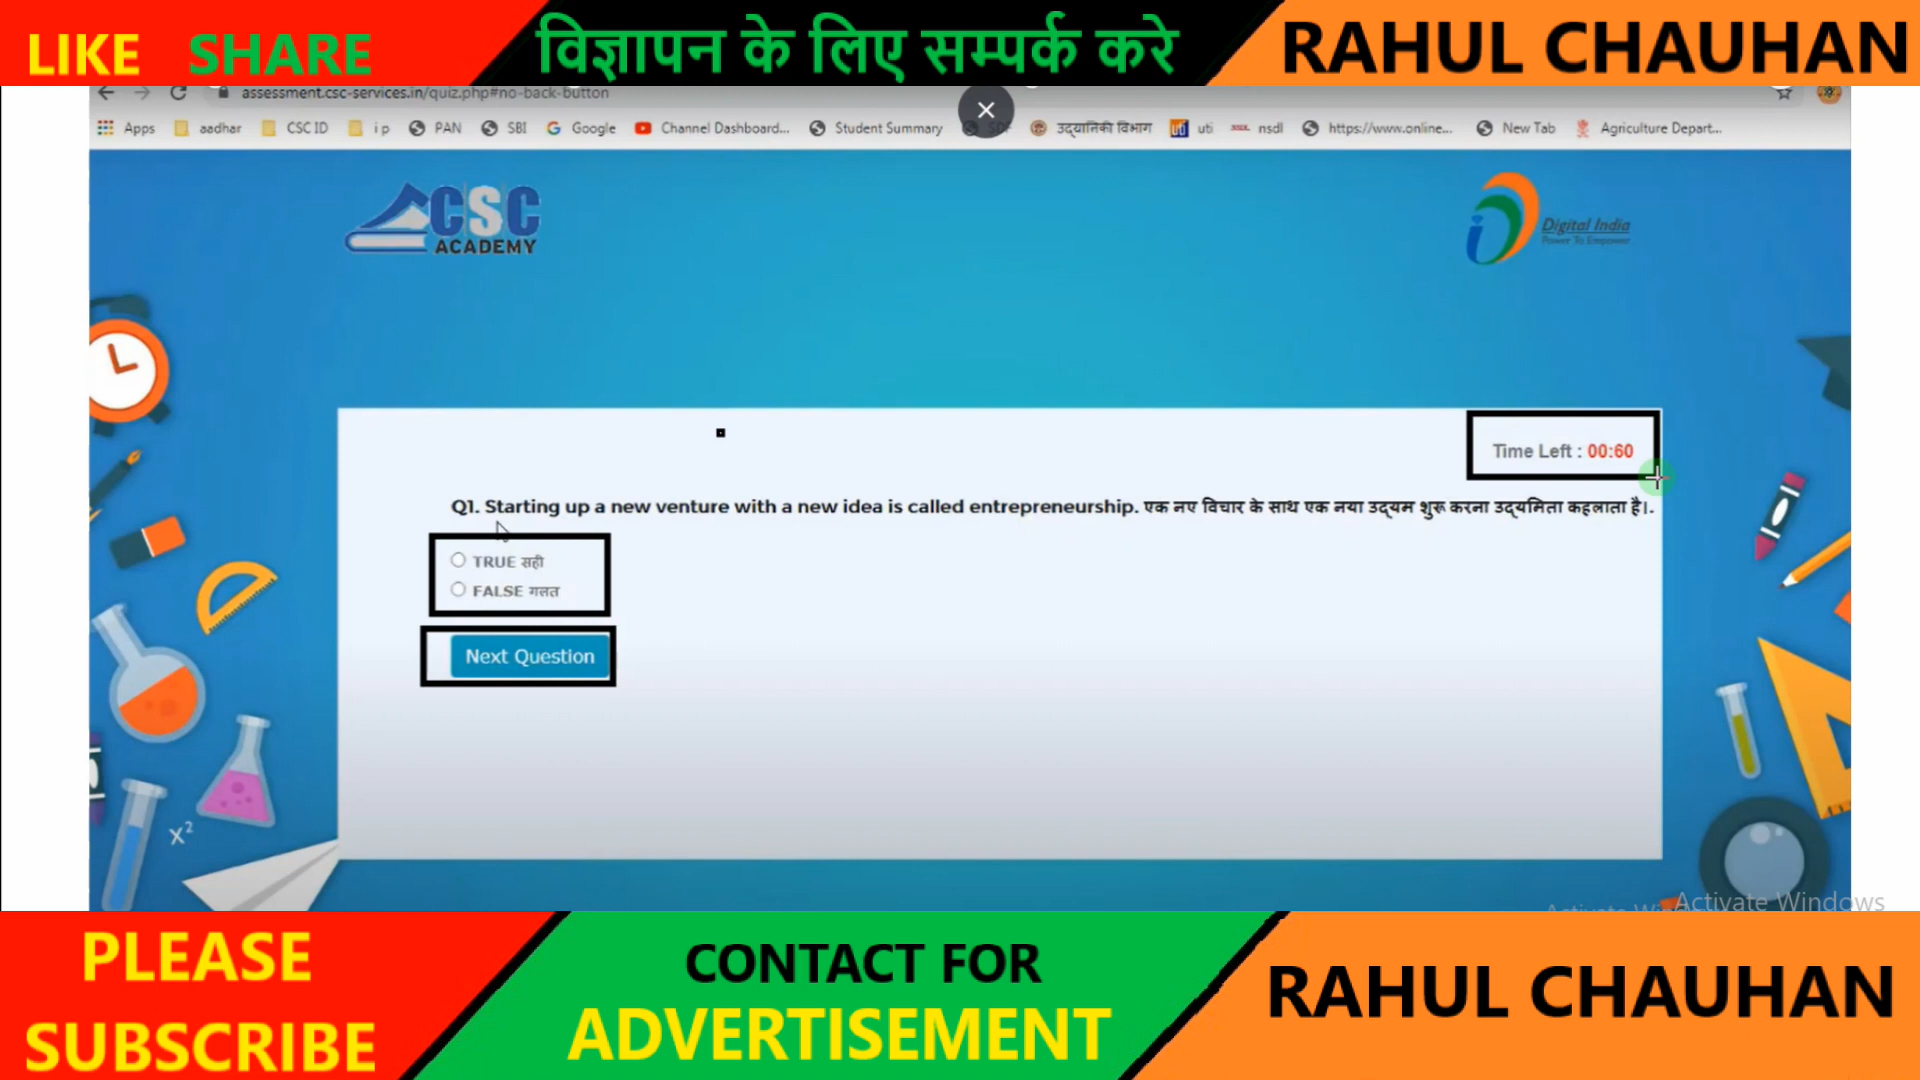 LIKE SHARE
विज्ञापन के लिए सम्पर्क करे
RAHUL CHAUHAN
assessment.csc-services.in/quiz.php#no-back-button
Apps aadhar CSC ID i p PAN SBI Google Channel Dashboard... Student Summary उद्यानिकी विभाग uti nsdl https://www.online... New Tab Agriculture Depart...
CSC
ACADEMY
Digital India
Power To Empower
Time Left : 00:60
Q1. Starting up a new venture with a new idea is called entrepreneurship. एक नए विचार के साथ एक नया उद्यम शुरू करना उद्यमिता कहलाता है।.
TRUE सही
FALSE गलत
Next Question
x²
Activate Windows
PLEASE
SUBSCRIBE
CONTACT FOR
ADVERTISEMENT
RAHUL CHAUHAN